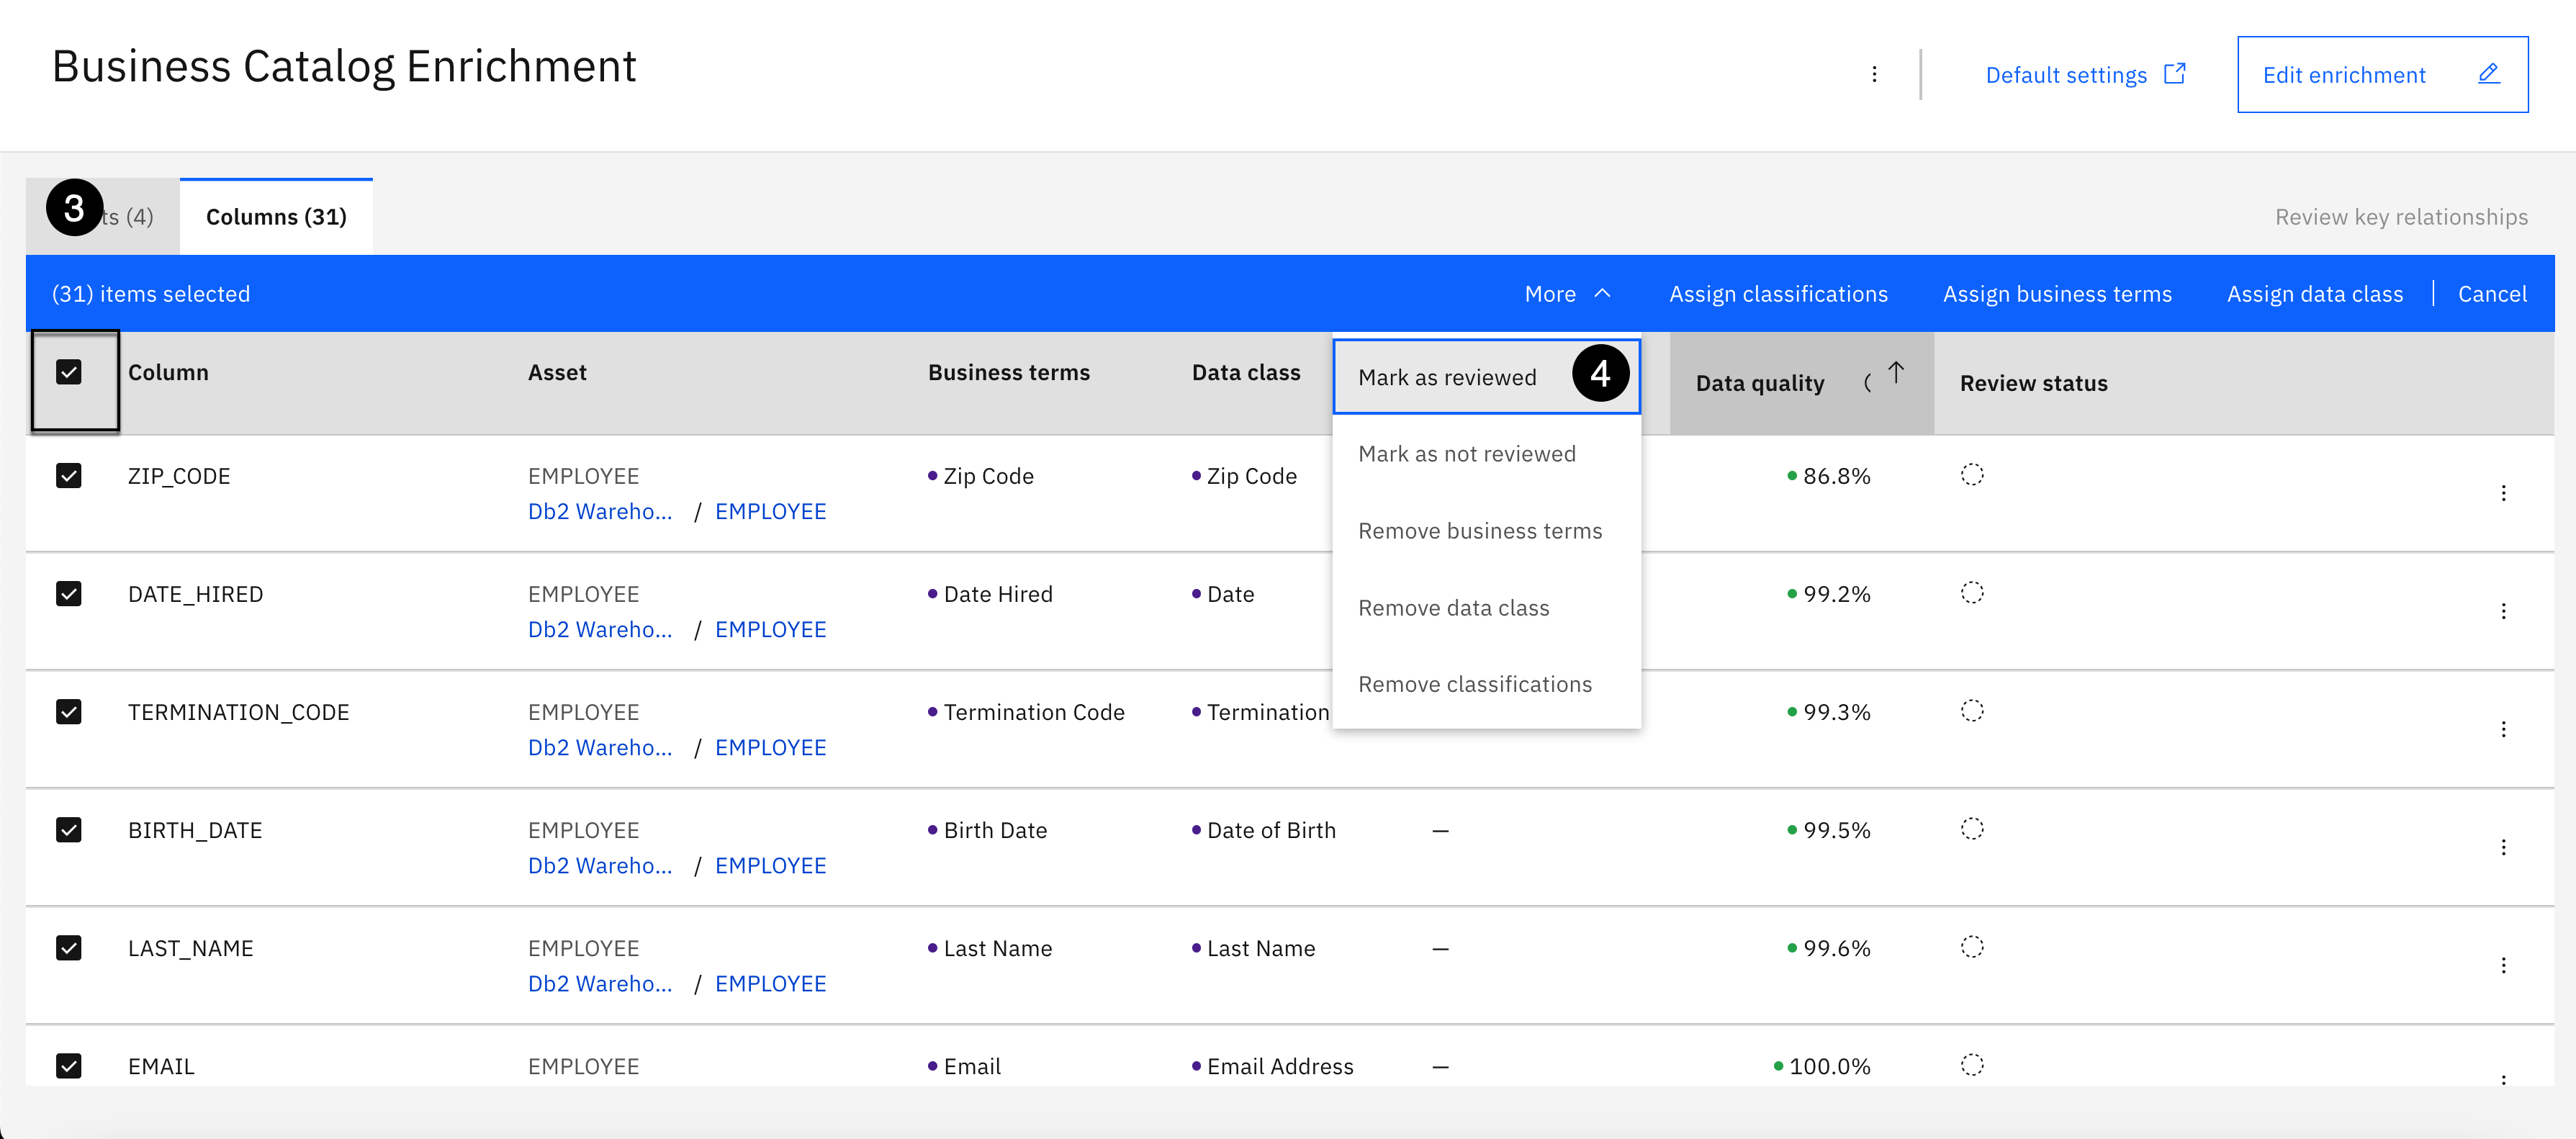 Business Catalog Enrichment
Default settings
Edit enrichment
3
ts (4)
Columns (31)
Review key relationships
(31) items selected
More
Assign classifications
Assign business terms
Assign data class
Cancel
Column
Asset
Business terms
Data class
Mark as reviewed
4
Data quality (
Review status
Mark as not reviewed
Remove business terms
Remove data class
Remove classifications
ZIP_CODE
EMPLOYEE
Zip Code
Zip Code
86.8%
Db2 Wareho... / EMPLOYEE
DATE_HIRED
EMPLOYEE
Date Hired
Date
99.2%
Db2 Wareho... / EMPLOYEE
TERMINATION_CODE
EMPLOYEE
Termination Code
Termination
99.3%
Db2 Wareho... / EMPLOYEE
BIRTH_DATE
EMPLOYEE
Birth Date
Date of Birth
—
99.5%
Db2 Wareho... / EMPLOYEE
LAST_NAME
EMPLOYEE
Last Name
Last Name
—
99.6%
Db2 Wareho... / EMPLOYEE
EMAIL
EMPLOYEE
Email
Email Address
—
100.0%